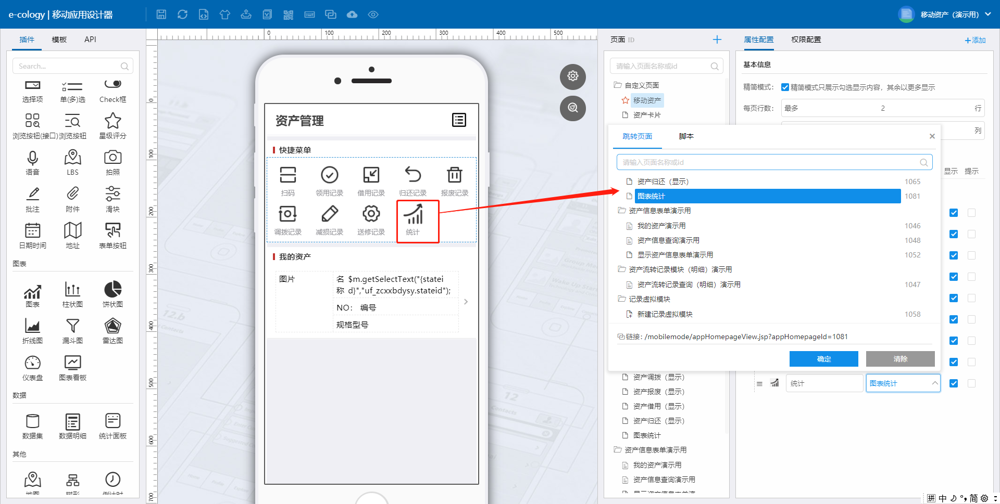 e-cology | 移动应用设计器
移动资产（演示用）
插件 模板 API
Search...
选择项 单(多)选 Check框
浏览按钮(接口) 浏览按钮 星级评分
语音 LBS 拍照
批注 附件 滑块
日期时间 地址 表单按钮
图表
图表 柱状图 饼状图
折线图 漏斗图 雷达图
仪表盘 图表看板
数据
数据集 数据明细 统计面板
其他
地图 树形 倒计时
0 100 200 300 400 500
0
100
200
300
400
500
600
700
资产管理
快捷菜单
扫码 领用记录 借用记录 归还记录 报废记录
调拨记录 减损记录 送修记录 统计
我的资产
图片
名称 $m.getSelectText("{stateid}","uf_zcxxbdysy.stateid");
NO： 编号
规格型号
页面 ID
请输入页面名称或id
自定义页面
移动资产
资产卡片
资产调拨（显示）
资产报废（显示）
资产借用（显示）
资产归还（显示）
图表统计
资产信息表单演示用
我的资产演示用
资产信息查询演示用
显示资产信息表单演
属性配置 权限配置 添加
基本信息
精简模式: 精简模式只展示勾选显示内容，其余以更多显示
每页行数: 最多 2 行
列
显示 提示
跳转页面 脚本
请输入页面名称或id
资产归还（显示） 1065
图表统计 1081
资产信息表单演示用
我的资产演示用 1046
资产信息查询演示用 1048
显示资产信息表单演示用 1052
资产流转记录模块（明细）演示用
资产流转记录查询（明细）演示用 1047
记录虚拟模块
新建记录虚拟模块 1058
链接: /mobilemode/appHomepageView.jsp?appHomepageId=1081
确定 清除
统计 图表统计
拼 中 简